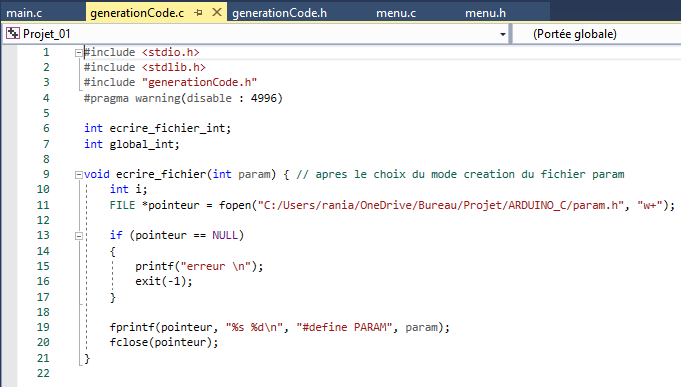 main.c generationCode.c generationCode.h menu.c menu.h
Projet_01 (Portée globale)
1 #include <stdio.h>
2 #include <stdlib.h>
3 #include "generationCode.h"
4 #pragma warning(disable : 4996)
5
6 int ecrire_fichier_int;
7 int global_int;
8
9 void ecrire_fichier(int param) { // apres le choix du mode creation du fichier param
10 int i;
11 FILE *pointeur = fopen("C:/Users/rania/OneDrive/Bureau/Projet/ARDUINO_C/param.h", "w+");
12
13 if (pointeur == NULL)
14 {
15 printf("erreur \n");
16 exit(-1);
17 }
18
19 fprintf(pointeur, "%s %d\n", "#define PARAM", param);
20 fclose(pointeur);
21 }
22